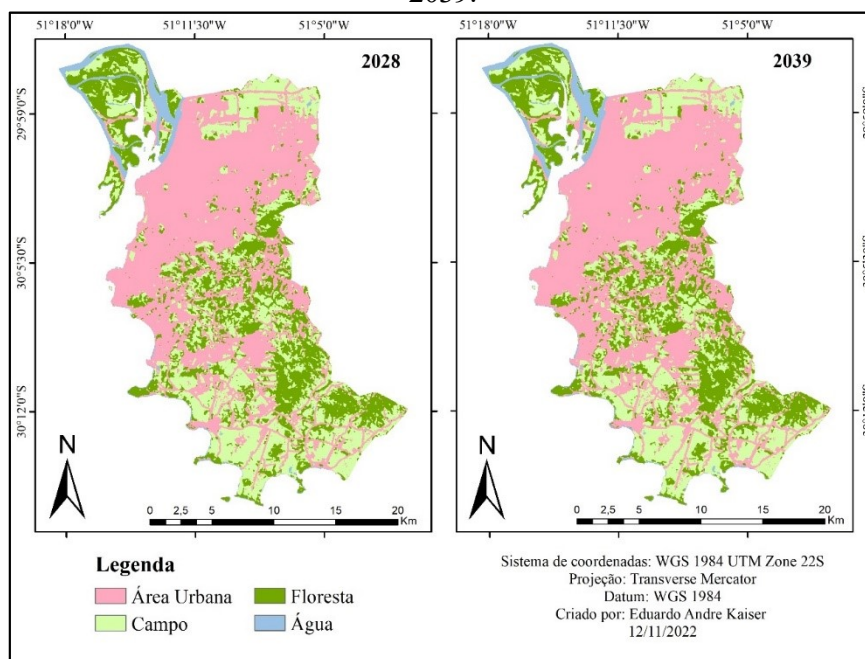 2039.
51°18'0"W 51°11'30"W 51°5'0"W
51°18'0"W 51°11'30"W 51°5'0"W
2028
2039
29°59'0"S
30°5'30"S
30°12'0"S
N
0 2,5 5 10 15 20
Km
N
0 2,5 5 10 15 20
Km
Legenda
Área Urbana
Floresta
Campo
Água
Sistema de coordenadas: WGS 1984 UTM Zone 22S
Projeção: Transverse Mercator
Datum: WGS 1984
Criado por: Eduardo Andre Kaiser
12/11/2022